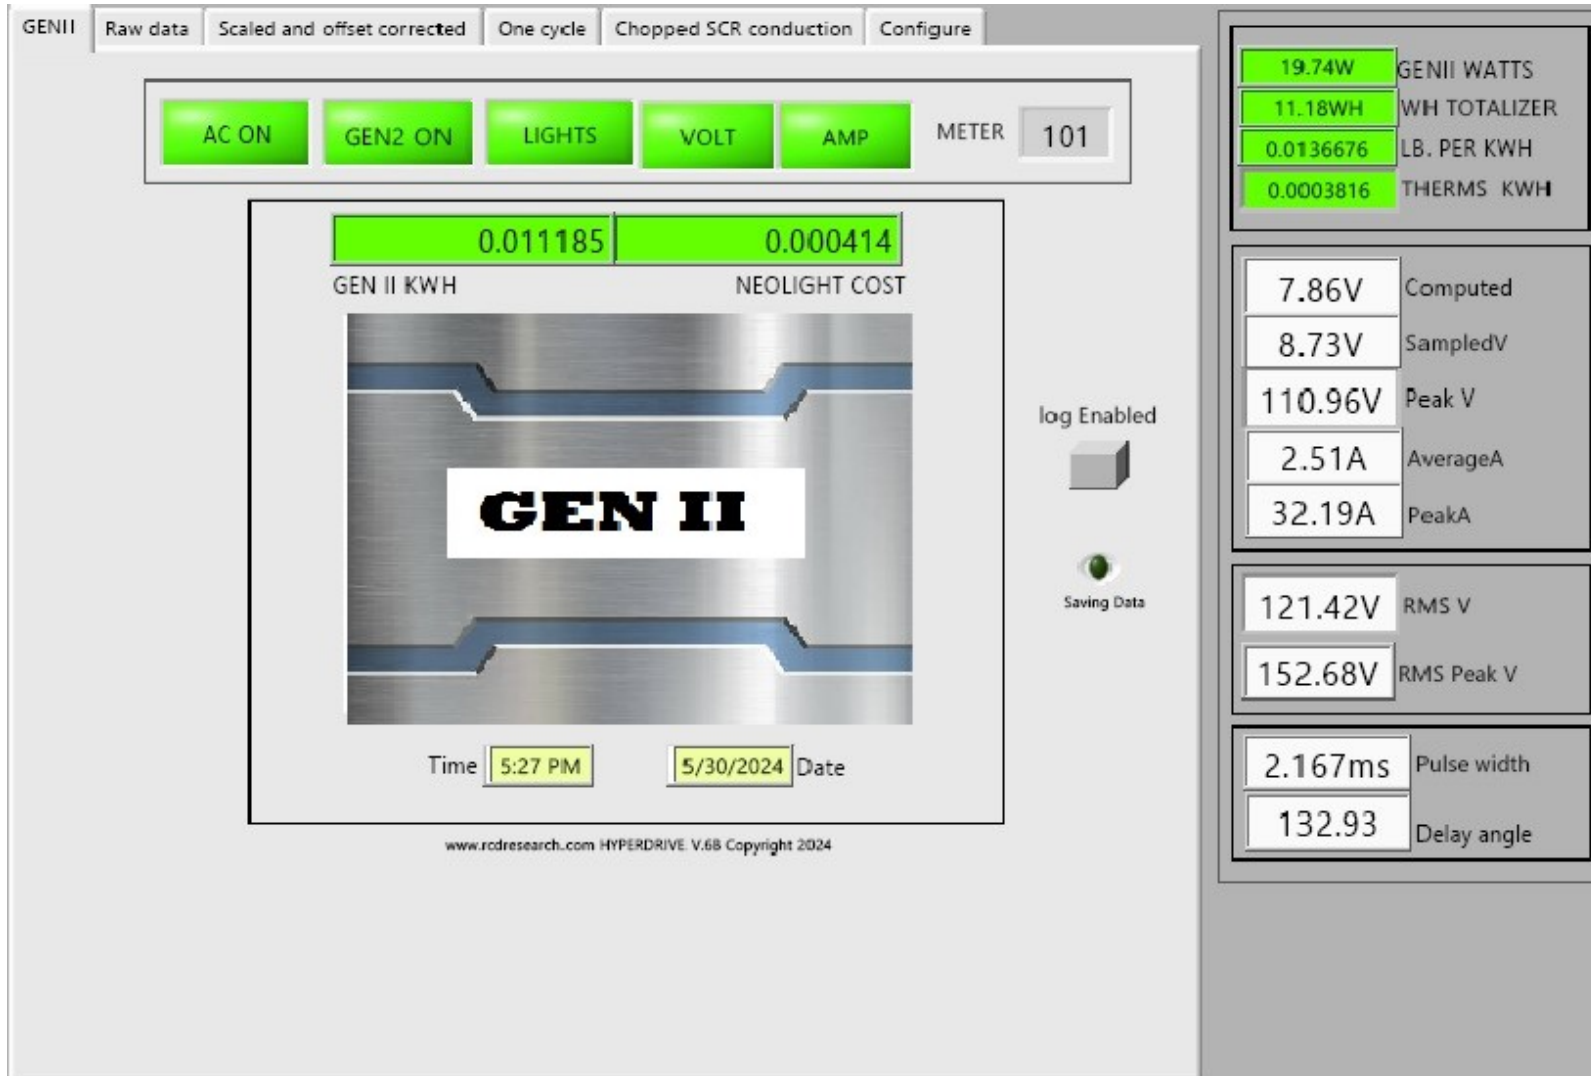 GENII Raw data Scaled and offset corrected One cycle Chopped SCR conduction Configure
AC ON GEN2 ON LIGHTS VOLT AMP METER 101
0.011185 0.000414
GEN II KWH NEOLIGHT COST
GEN II
log Enabled
Saving Data
Time 5:27 PM 5/30/2024 Date
www.rcdresearch.com HYPERDRIVE V.6B Copyright 2024
19.74W GENII WATTS
11.18WH WH TOTALIZER
0.0136676 LB. PER KWH
0.0003816 THERMS KWH
7.86V Computed
8.73V SampledV
110.96V Peak V
2.51A AverageA
32.19A PeakA
121.42V RMS V
152.68V RMS Peak V
2.167ms Pulse width
132.93 Delay angle